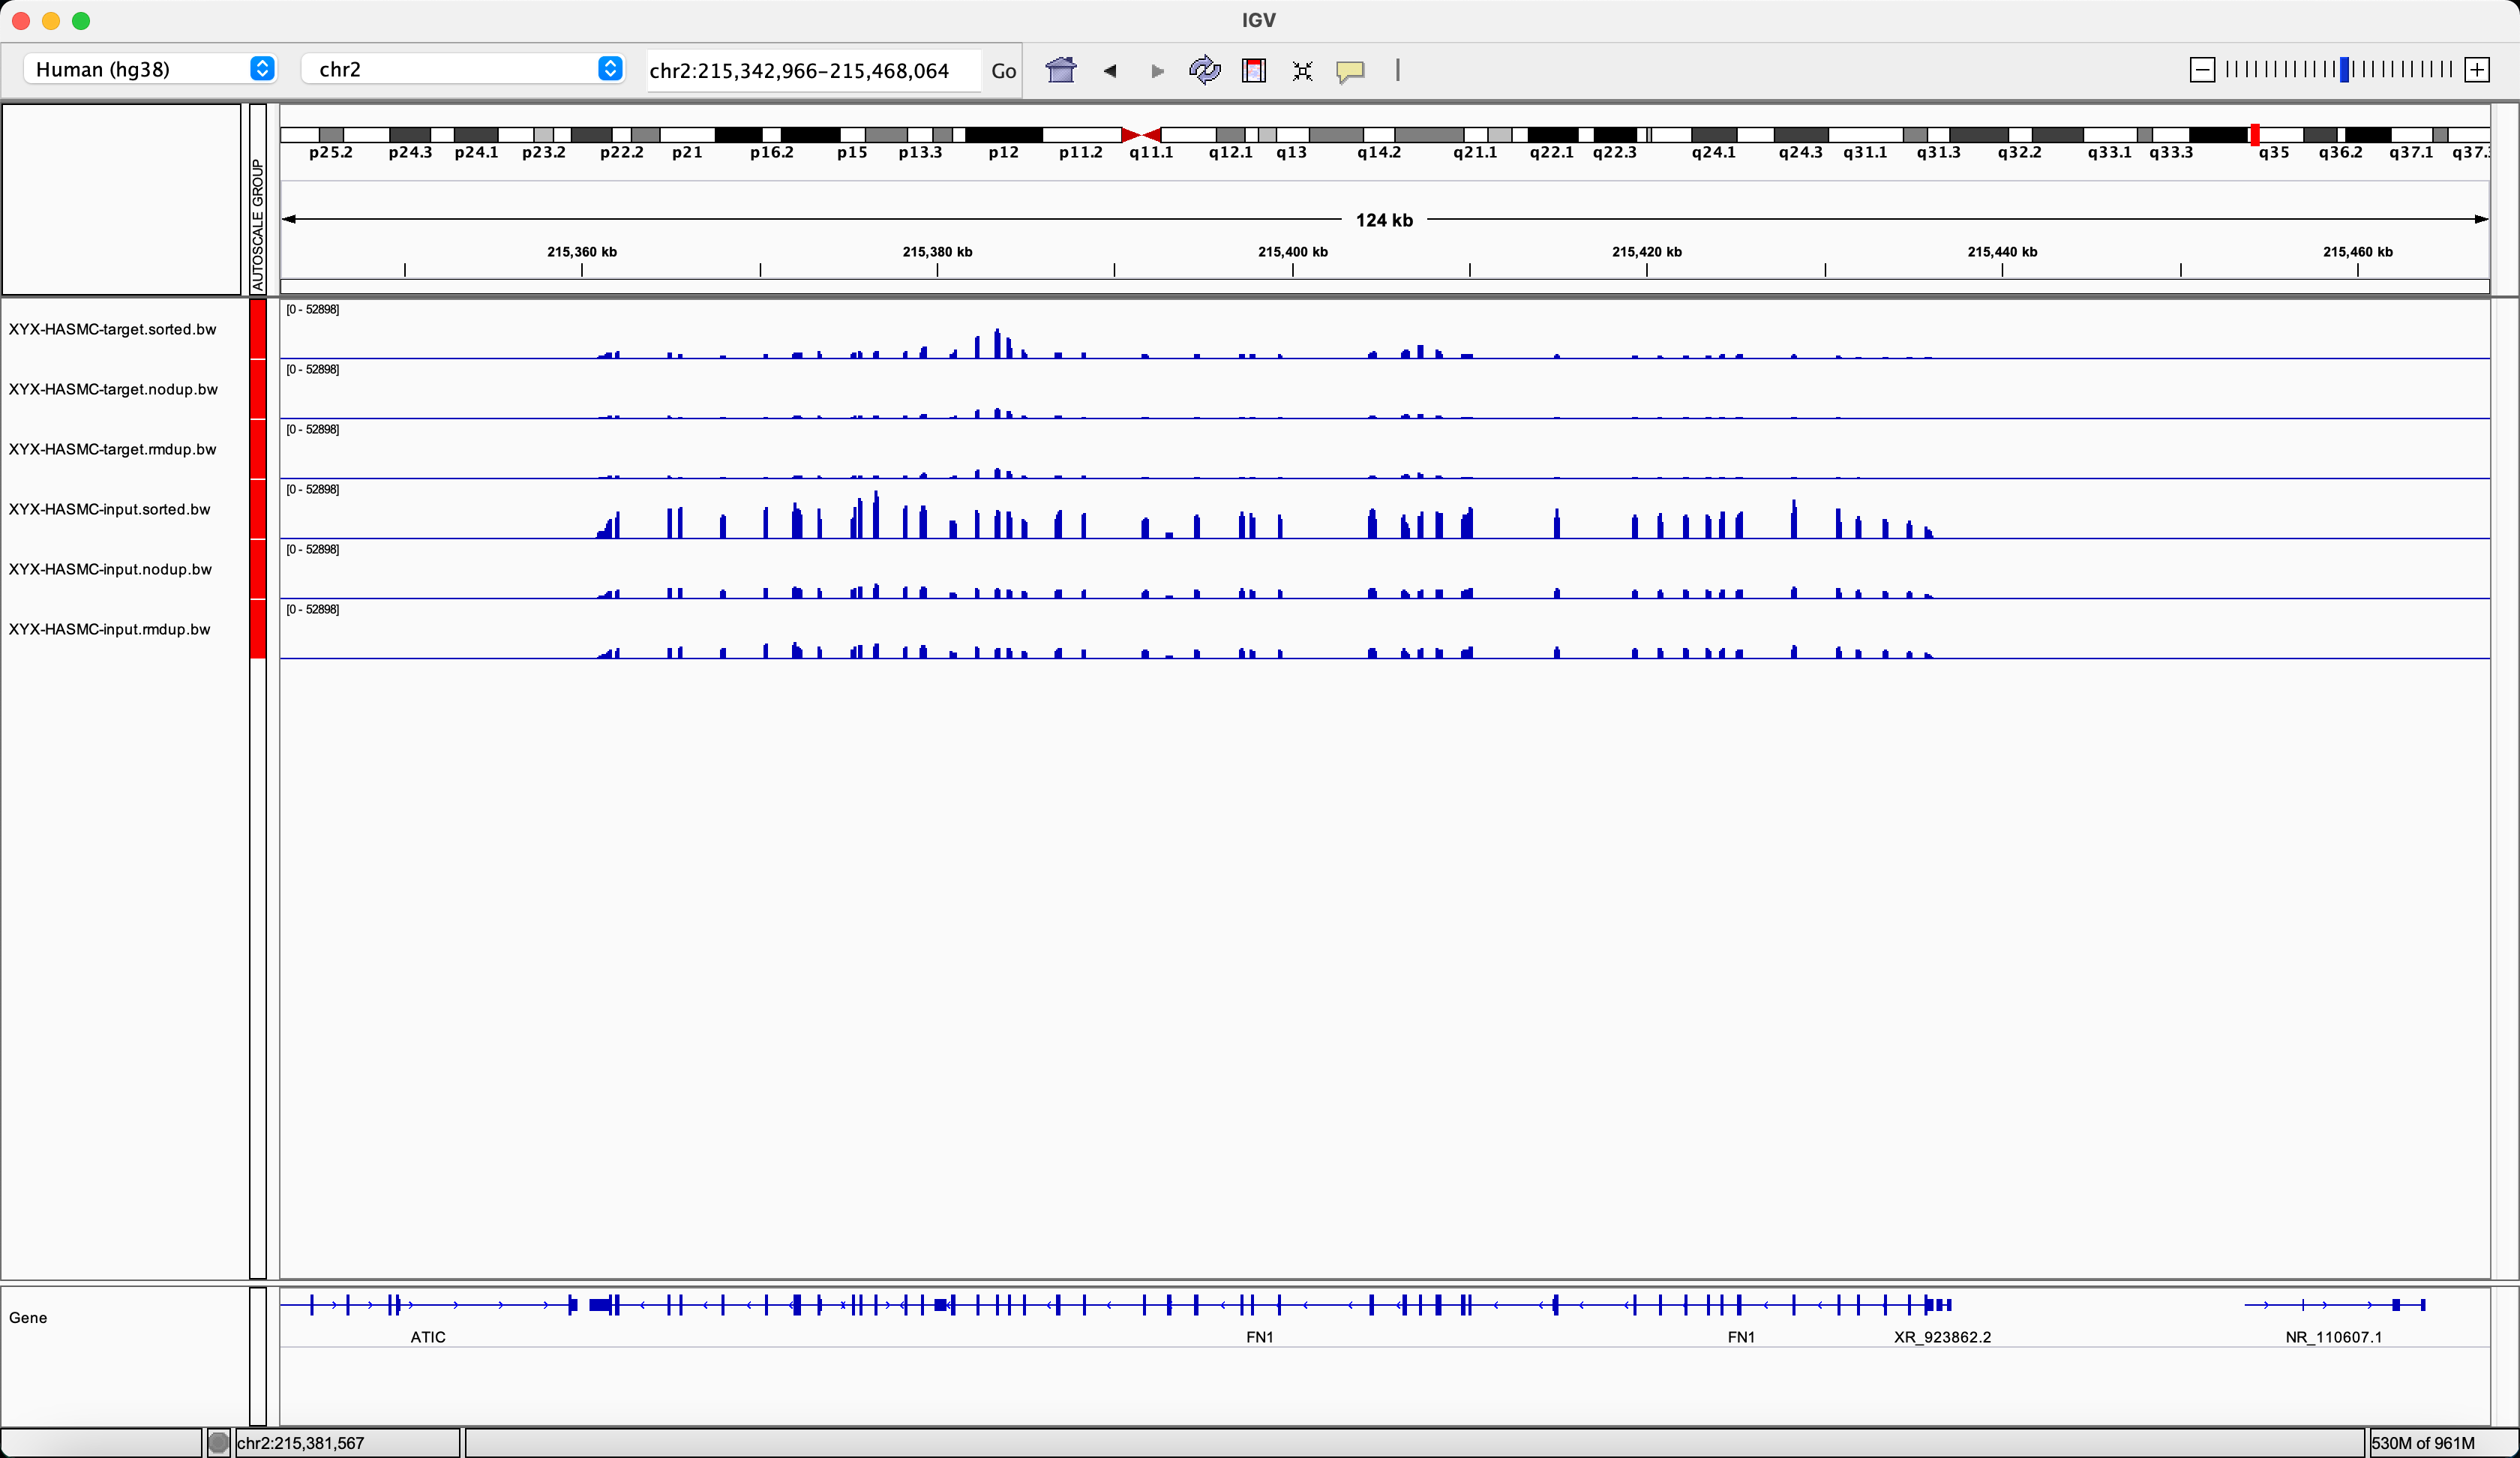 IGV
Human (hg38) chr2 chr2:215,342,966-215,468,064 Go
AUTOSCALE GROUP
p25.2 p24.3 p24.1 p23.2 p22.2 p21 p16.2 p15 p13.3 p12 p11.2 q11.1 q12.1 q13 q14.2 q21.1 q22.1 q22.3 q24.1 q24.3 q31.1 q31.3 q32.2 q33.1 q33.3 q35 q36.2 q37.1
124 kb
215,360 kb 215,380 kb 215,400 kb 215,420 kb 215,440 kb 215,460 kb
[0 - 52898]
XYX-HASMC-target.sorted.bw
[0 - 52898]
XYX-HASMC-target.nodup.bw
[0 - 52898]
XYX-HASMC-target.rmdup.bw
[0 - 52898]
XYX-HASMC-input.sorted.bw
[0 - 52898]
XYX-HASMC-input.nodup.bw
[0 - 52898]
XYX-HASMC-input.rmdup.bw
Gene
ATIC FN1 FN1 XR_923862.2 NR_110607.1
chr2:215,381,567 530M of 961M